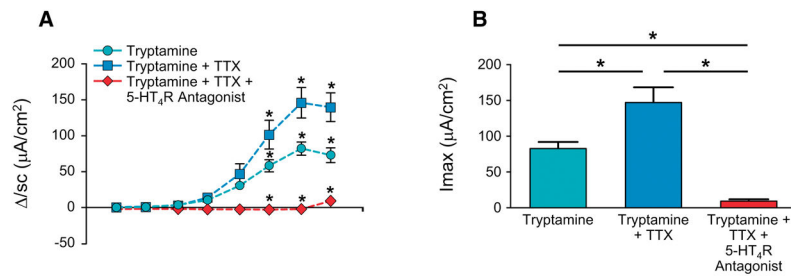 A
Tryptamine
Tryptamine + TTX
Tryptamine + TTX +
5-HT4R Antagonist
200
150
100
50
0
-50
Δ/sc (µA/cm2)
* * *
* * *
* * *
B
*
* *
200
150
100
50
0
Imax (µA/cm2)
Tryptamine
Tryptamine
+ TTX
Tryptamine +
TTX +
5-HT4R
Antagonist